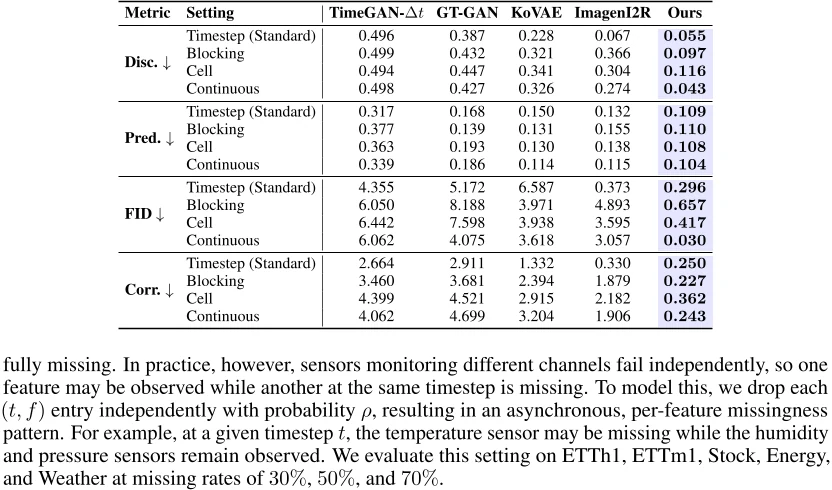 Metric Setting TimeGAN-Δt GT-GAN KoVAE ImagenI2R Ours
Disc. ↓
Timestep (Standard) 0.496 0.387 0.228 0.067 0.055
Blocking 0.499 0.432 0.321 0.366 0.097
Cell 0.494 0.447 0.341 0.304 0.116
Continuous 0.498 0.427 0.326 0.274 0.043
Pred. ↓
Timestep (Standard) 0.317 0.168 0.150 0.132 0.109
Blocking 0.377 0.139 0.131 0.155 0.110
Cell 0.363 0.193 0.130 0.138 0.108
Continuous 0.339 0.186 0.114 0.115 0.104
FID ↓
Timestep (Standard) 4.355 5.172 6.587 0.373 0.296
Blocking 6.050 8.188 3.971 4.893 0.657
Cell 6.442 7.598 3.938 3.595 0.417
Continuous 6.062 4.075 3.618 3.057 0.030
Corr. ↓
Timestep (Standard) 2.664 2.911 1.332 0.330 0.250
Blocking 3.460 3.681 2.394 1.879 0.227
Cell 4.399 4.521 2.915 2.182 0.362
Continuous 4.062 4.699 3.204 1.906 0.243
fully missing. In practice, however, sensors monitoring different channels fail independently, so one
feature may be observed while another at the same timestep is missing. To model this, we drop each
(t, f) entry independently with probability ρ, resulting in an asynchronous, per-feature missingness
pattern. For example, at a given timestep t, the temperature sensor may be missing while the humidity
and pressure sensors remain observed. We evaluate this setting on ETTh1, ETTm1, Stock, Energy,
and Weather at missing rates of 30%, 50%, and 70%.